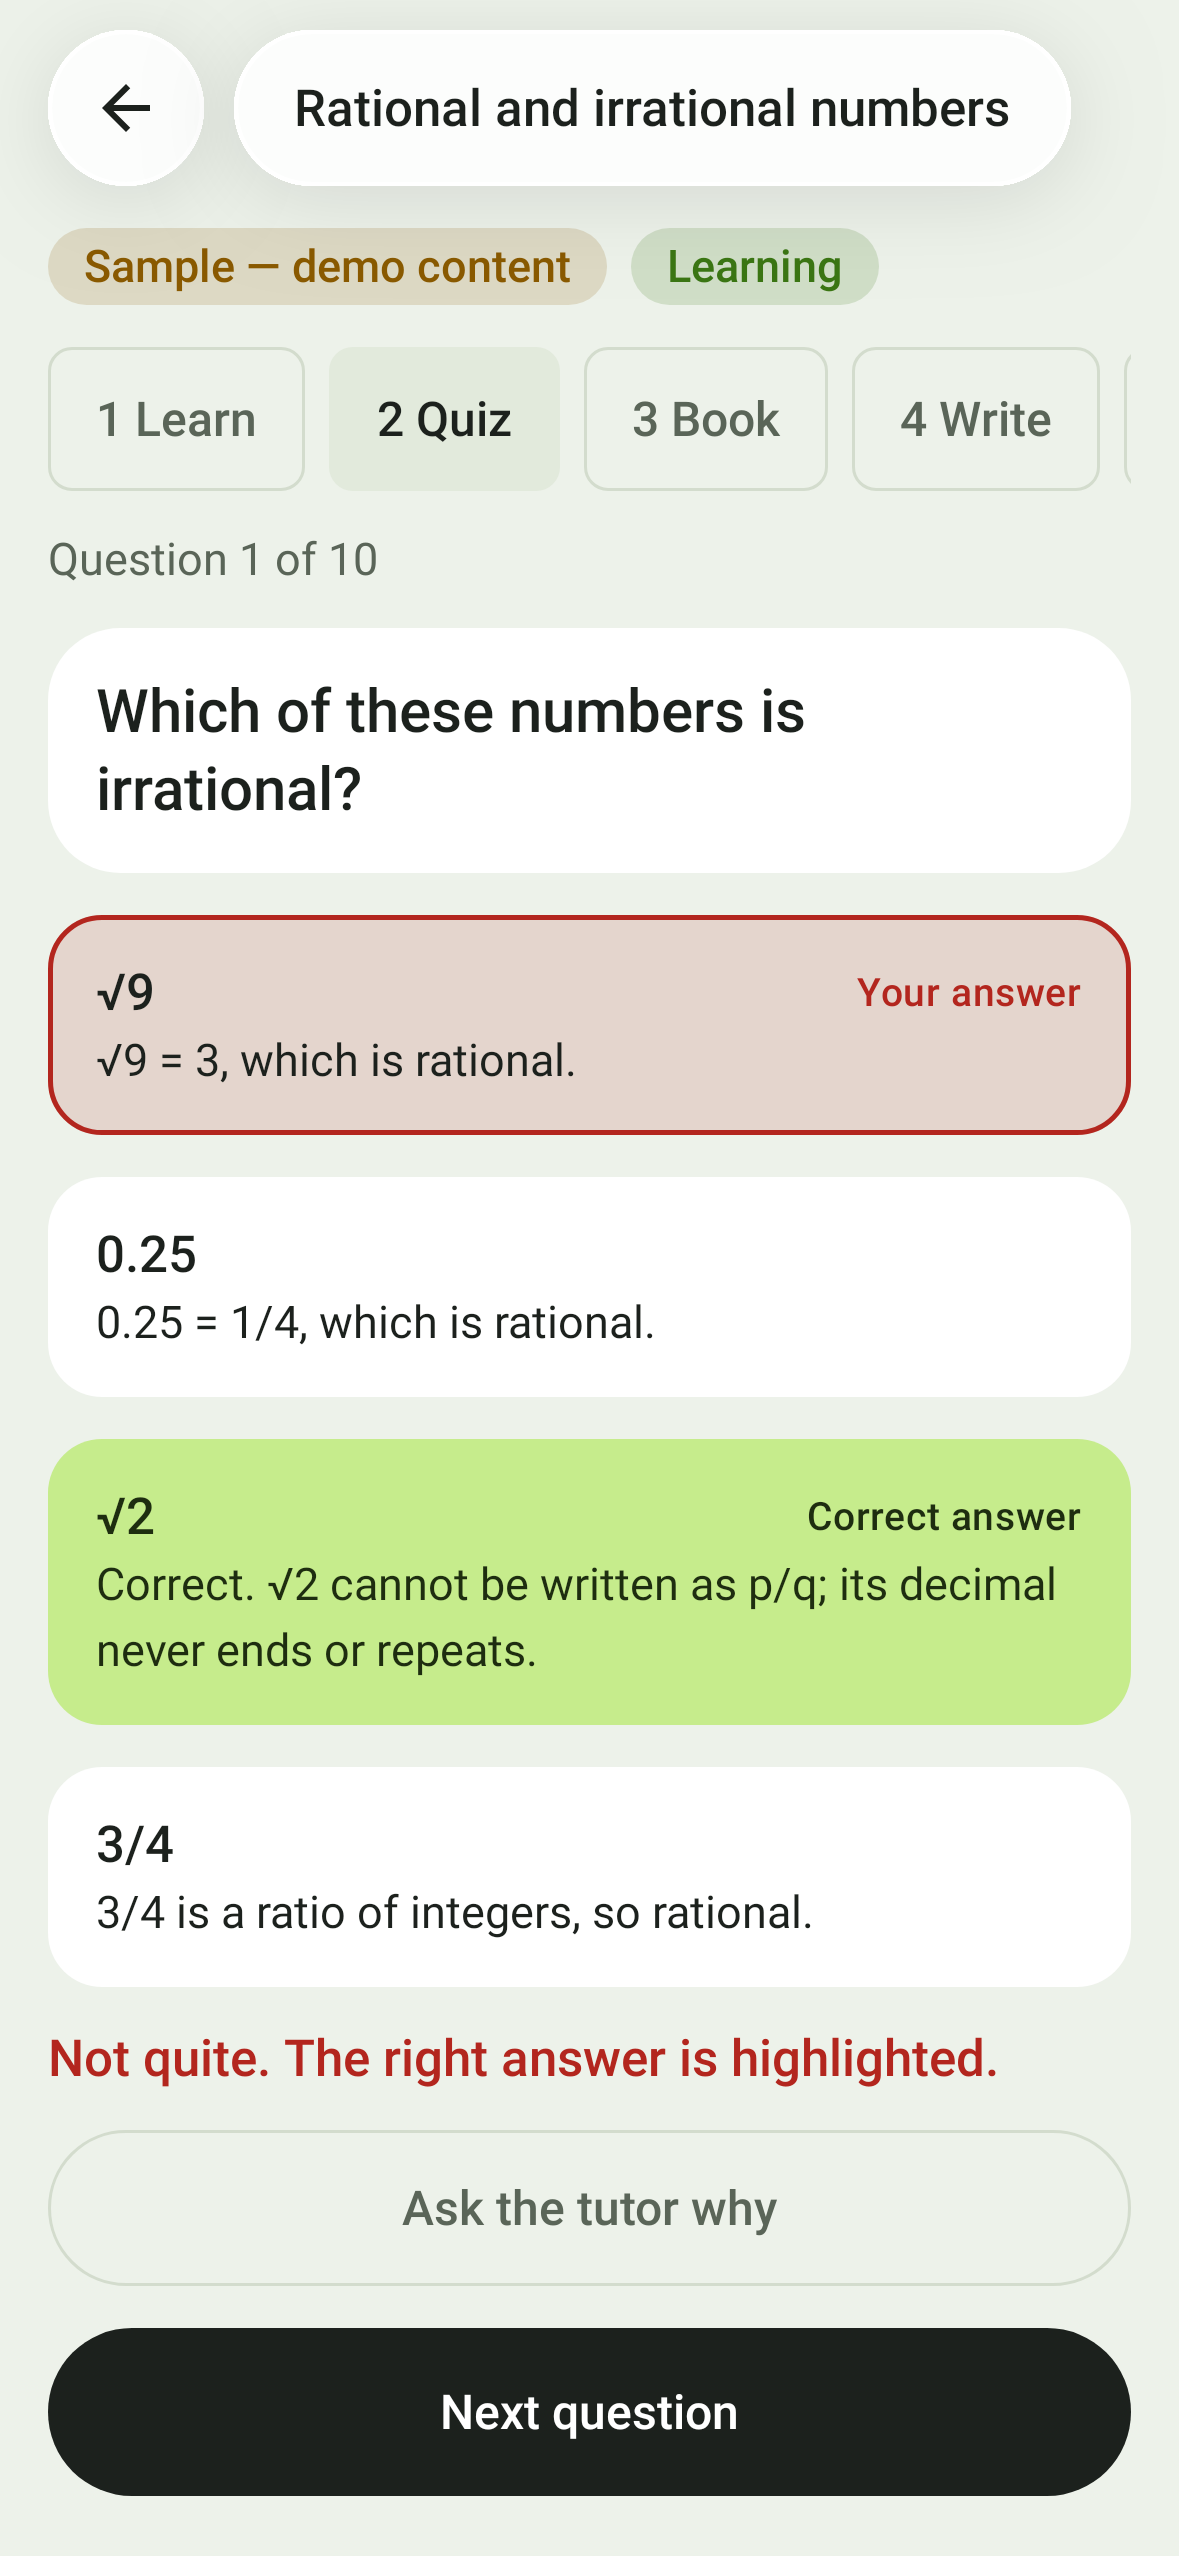 Rational and irrational numbers
Sample — demo content
Learning
1 Learn
2 Quiz
3 Book
4 Write
Question 1 of 10
Which of these numbers is
irrational?
√9
Your answer
√9 = 3, which is rational.
0.25
0.25 = 1/4, which is rational.
√2
Correct answer
Correct. √2 cannot be written as p/q; its decimal
never ends or repeats.
3/4
3/4 is a ratio of integers, so rational.
Not quite. The right answer is highlighted.
Ask the tutor why
Next question